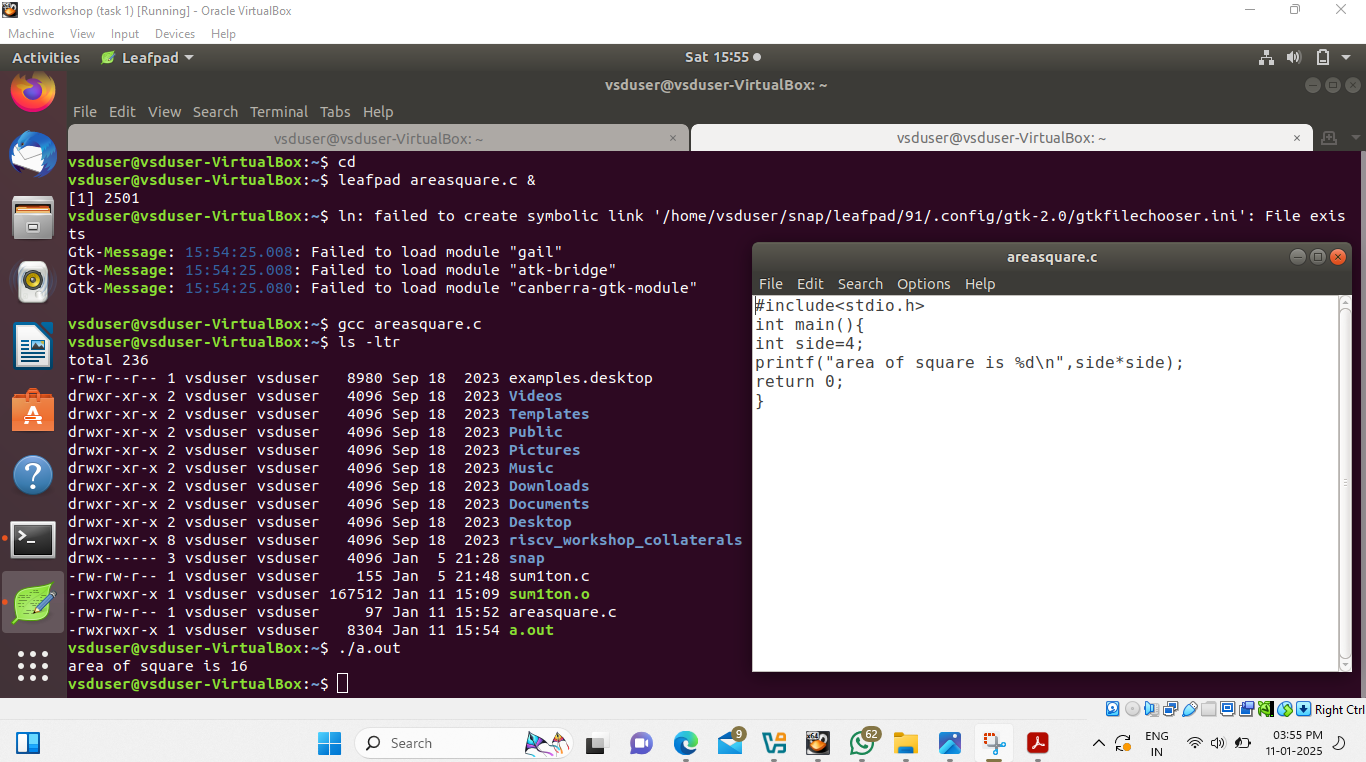 vsdworkshop (task 1) [Running] - Oracle VirtualBox
Machine View Input Devices Help
Activities Leafpad Sat 15:55
vsduser@vsduser-VirtualBox: ~
File Edit View Search Terminal Tabs Help
vsduser@vsduser-VirtualBox: ~ × vsduser@vsduser-VirtualBox: ~ ×
vsduser@vsduser-VirtualBox:~$ cd
vsduser@vsduser-VirtualBox:~$ leafpad areasquare.c &
[1] 2501
vsduser@vsduser-VirtualBox:~$ ln: failed to create symbolic link '/home/vsduser/snap/leafpad/91/.config/gtk-2.0/gtkfilechooser.ini': File exis
ts
Gtk-Message: 15:54:25.008: Failed to load module "gail"
Gtk-Message: 15:54:25.008: Failed to load module "atk-bridge"
Gtk-Message: 15:54:25.080: Failed to load module "canberra-gtk-module"
vsduser@vsduser-VirtualBox:~$ gcc areasquare.c
vsduser@vsduser-VirtualBox:~$ ls -ltr
total 236
-rw-r--r-- 1 vsduser vsduser   8980 Sep 18  2023 examples.desktop
drwxr-xr-x 2 vsduser vsduser   4096 Sep 18  2023 Videos
drwxr-xr-x 2 vsduser vsduser   4096 Sep 18  2023 Templates
drwxr-xr-x 2 vsduser vsduser   4096 Sep 18  2023 Public
drwxr-xr-x 2 vsduser vsduser   4096 Sep 18  2023 Pictures
drwxr-xr-x 2 vsduser vsduser   4096 Sep 18  2023 Music
drwxr-xr-x 2 vsduser vsduser   4096 Sep 18  2023 Downloads
drwxr-xr-x 2 vsduser vsduser   4096 Sep 18  2023 Documents
drwxr-xr-x 2 vsduser vsduser   4096 Sep 18  2023 Desktop
drwxrwxr-x 8 vsduser vsduser   4096 Sep 18  2023 riscv_workshop_collaterals
drwx------ 3 vsduser vsduser   4096 Jan  5 21:28 snap
-rw-rw-r-- 1 vsduser vsduser    155 Jan  5 21:48 sum1ton.c
-rwxrwxr-x 1 vsduser vsduser 167512 Jan 11 15:09 sum1ton.o
-rw-rw-r-- 1 vsduser vsduser     97 Jan 11 15:52 areasquare.c
-rwxrwxr-x 1 vsduser vsduser   8304 Jan 11 15:54 a.out
vsduser@vsduser-VirtualBox:~$ ./a.out
area of square is 16
vsduser@vsduser-VirtualBox:~$
areasquare.c
File Edit Search Options Help
#include<stdio.h>
int main(){
int side=4;
printf("area of square is %d\n",side*side);
return 0;
}
Right Ctrl
Search
9
62
ENG
IN
03:55 PM
11-01-2025